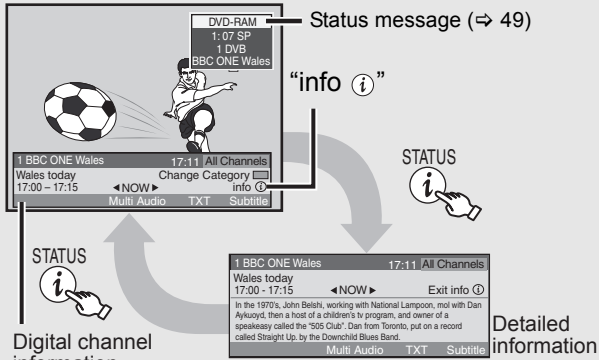 DVD-RAM
1:07 SP
1 DVB
BBC ONE Wales
Status message (⇨ 49)
“info ⓘ”
1 BBC ONE Wales 17:11 All Channels
Wales today Change Category
17:00 – 17:15 ◄NOW► info ⓘ
Multi Audio TXT Subtitle
STATUS
i
STATUS
i
Digital channel
information
1 BBC ONE Wales 17:11 All Channels
Wales today
17:00 - 17:15 ◄NOW► Exit info ⓘ
In the 1970's, John Belshi, working with National Lampoon, mol with Dan
Aykuoyd, then a host of a children's tv program, and owner of a
speakeasy called the “505 Club”. Dan from Toronto, put on a record
called Straight Up. by the Downchild Blues Band.
Multi Audio TXT Subtitle
Detailed
information